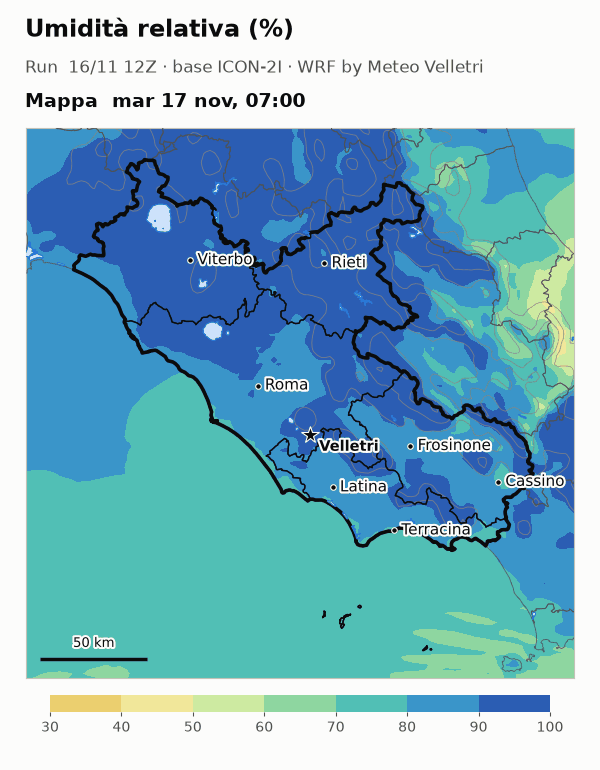 Umidità relativa (%)
Run  16/11 12Z · base ICON-2I · WRF by Meteo Velletri
Mappa  mar 17 nov, 07:00
Viterbo
Rieti
Roma
Velletri
Frosinone
Latina
Cassino
Terracina
50 km
30 40 50 60 70 80 90 100